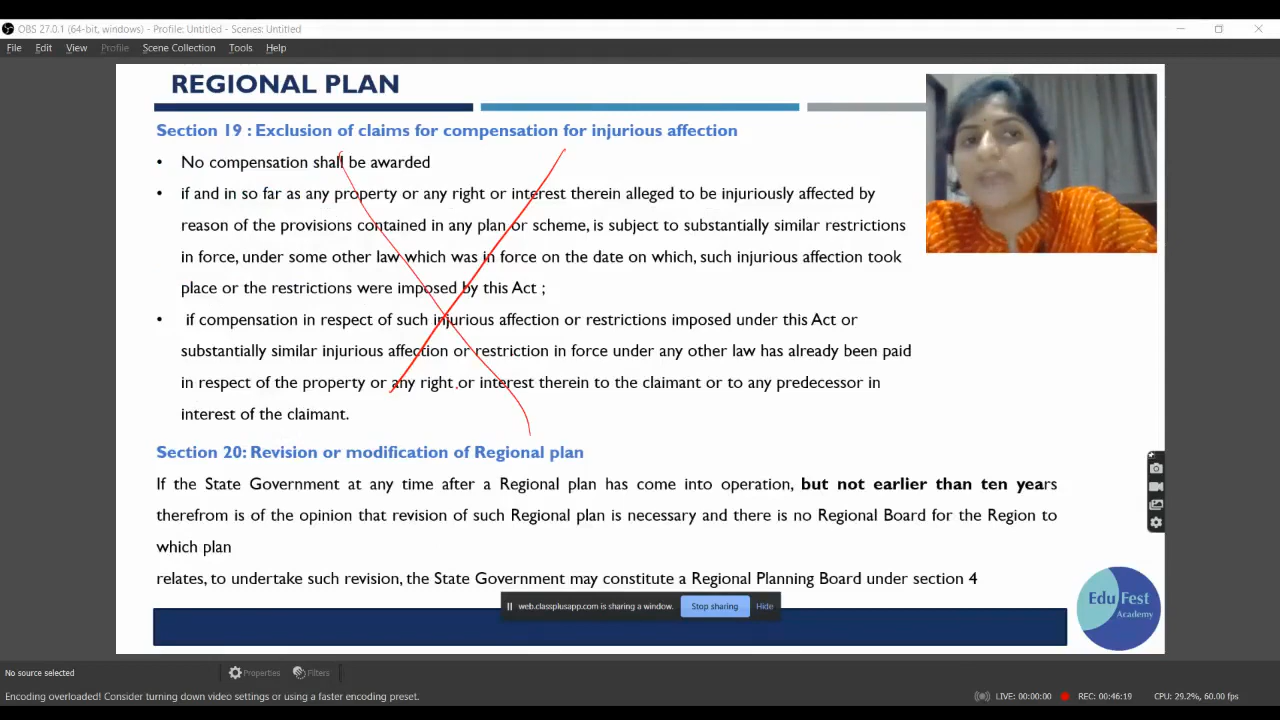 OBS 27.0.1 (64-bit, windows) - Profile: Untitled - Scenes: Untitled
File Edit View Profile Scene Collection Tools Help
REGIONAL PLAN
Section 19 : Exclusion of claims for compensation for injurious affection
• No compensation shall be awarded
• if and in so far as any property or any right or interest therein alleged to be injuriously affected by
reason of the provisions contained in any plan or scheme, is subject to substantially similar restrictions
in force, under some other law which was in force on the date on which, such injurious affection took
place or the restrictions were imposed by this Act ;
• if compensation in respect of such injurious affection or restrictions imposed under this Act or
substantially similar injurious affection or restriction in force under any other law has already been paid
in respect of the property or any right or interest therein to the claimant or to any predecessor in
interest of the claimant.
Section 20: Revision or modification of Regional plan
If the State Government at any time after a Regional plan has come into operation, but not earlier than ten years
therefrom is of the opinion that revision of such Regional plan is necessary and there is no Regional Board for the Region to
which plan
relates, to undertake such revision, the State Government may constitute a Regional Planning Board under section 4
web.classplusapp.com is sharing a window. Stop sharing Hide
Edu Fest
Academy
No source selected Properties Filters
Encoding overloaded! Consider turning down video settings or using a faster encoding preset. LIVE: 00:00:00 REC: 00:46:19 CPU: 29.2%, 60.00 fps